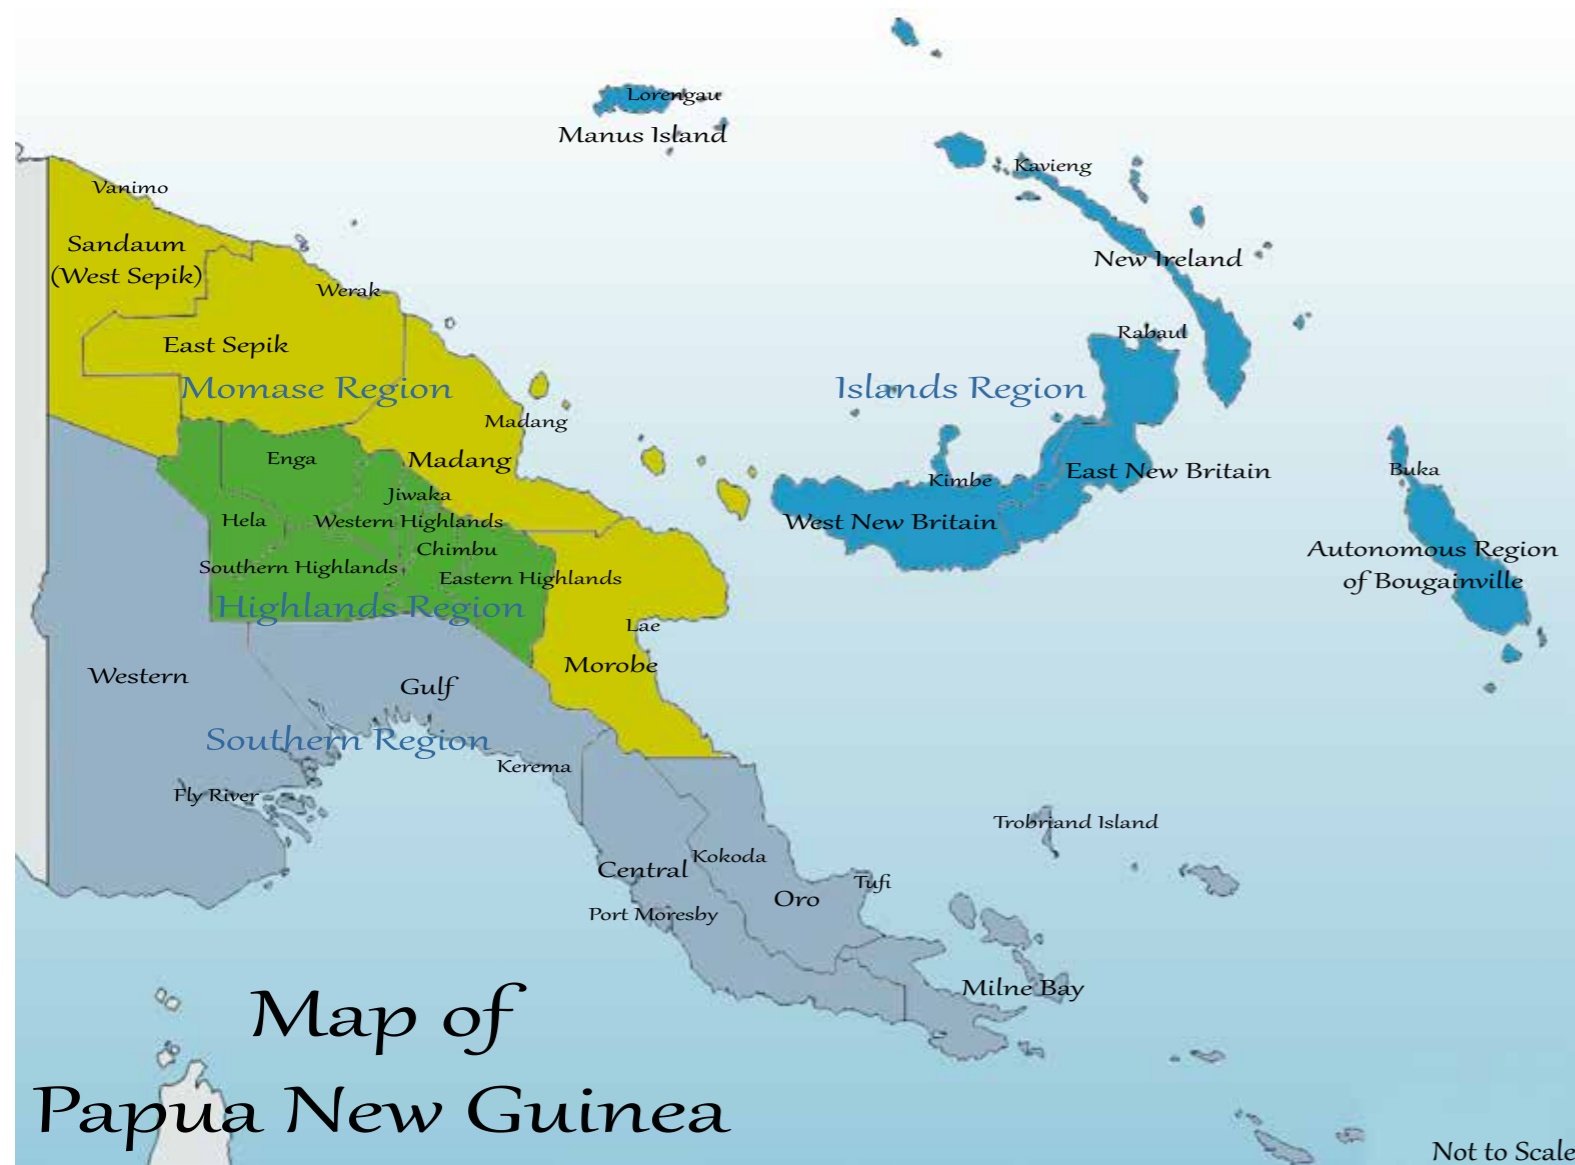 Lorengau
Manus Island
Kavieng
Vanimo
Sandaum
(West Sepik)
New Ireland
Werak
Rabaul
East Sepik
Momase Region
Islands Region
Madang
Enga
Madang
Buka
East New Britain
Kimbe
Jiwaka
Hela
Western Highlands
West New Britain
Chimbu
Autonomous Region
of Bougainville
Southern Highlands
Eastern Highlands
Highlands Region
Lae
Morobe
Western
Gulf
Southern Region
Kerema
Fly River
Trobriand Island
Kokoda
Central
Tufi
Oro
Port Moresby
Milne Bay
Map of
Papua New Guinea
Not to Scale